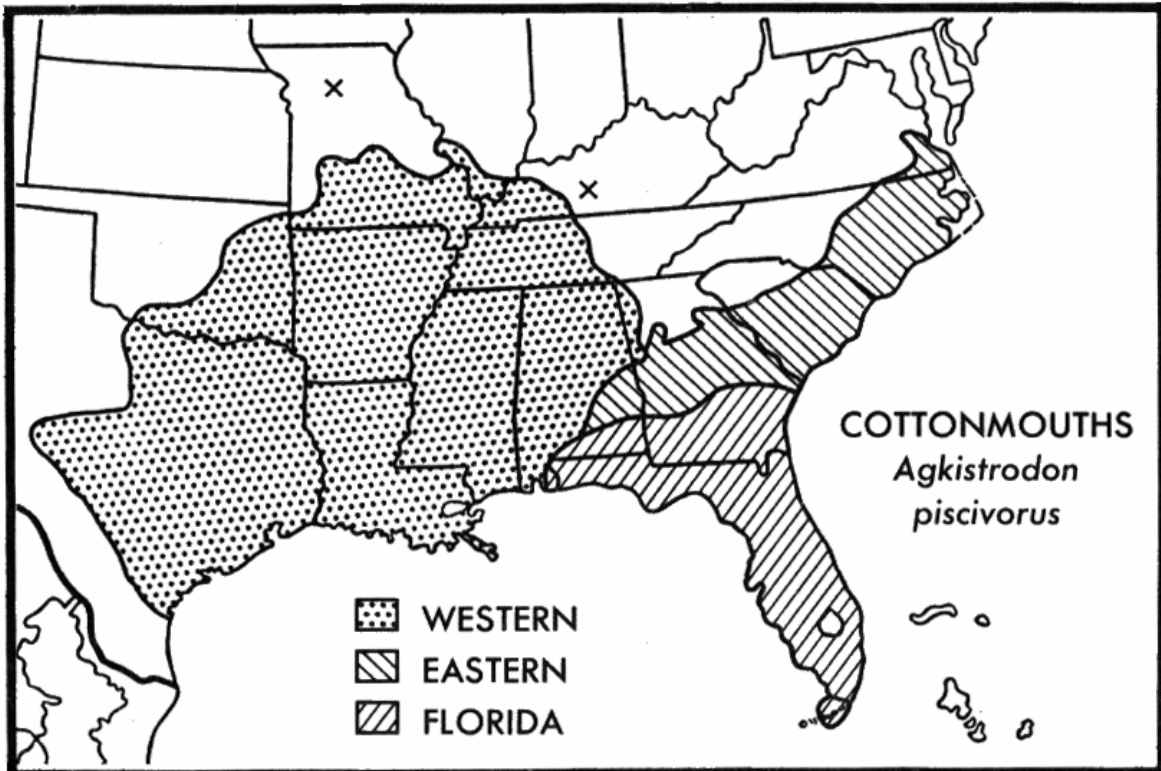 COTTONMOUTHS
Agkistrodon
piscivorus
WESTERN
EASTERN
FLORIDA